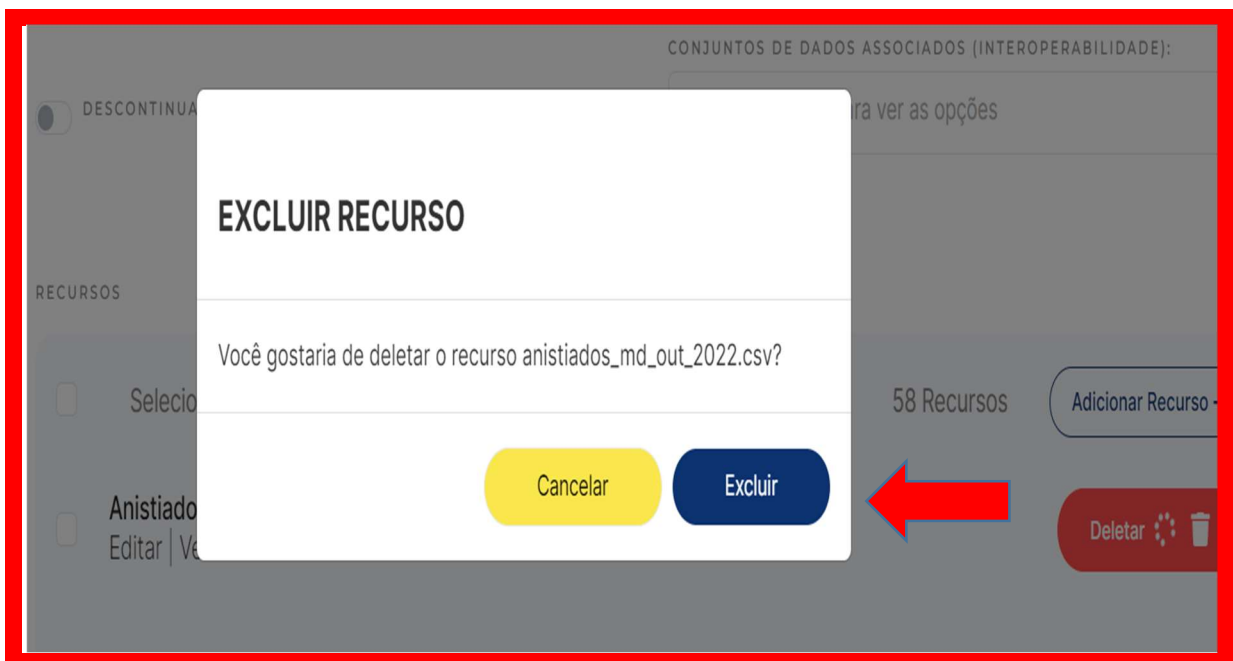 CONJUNTOS DE DADOS ASSOCIADOS (INTEROPERABILIDADE):
DESCONTINUA
ra ver as opções
EXCLUIR RECURSO
RECURSOS
Você gostaria de deletar o recurso anistiados_md_out_2022.csv?
Selecio
58 Recursos
Adicionar Recurso
Cancelar
Excluir
Anistiado
Deletar
Editar | Ve